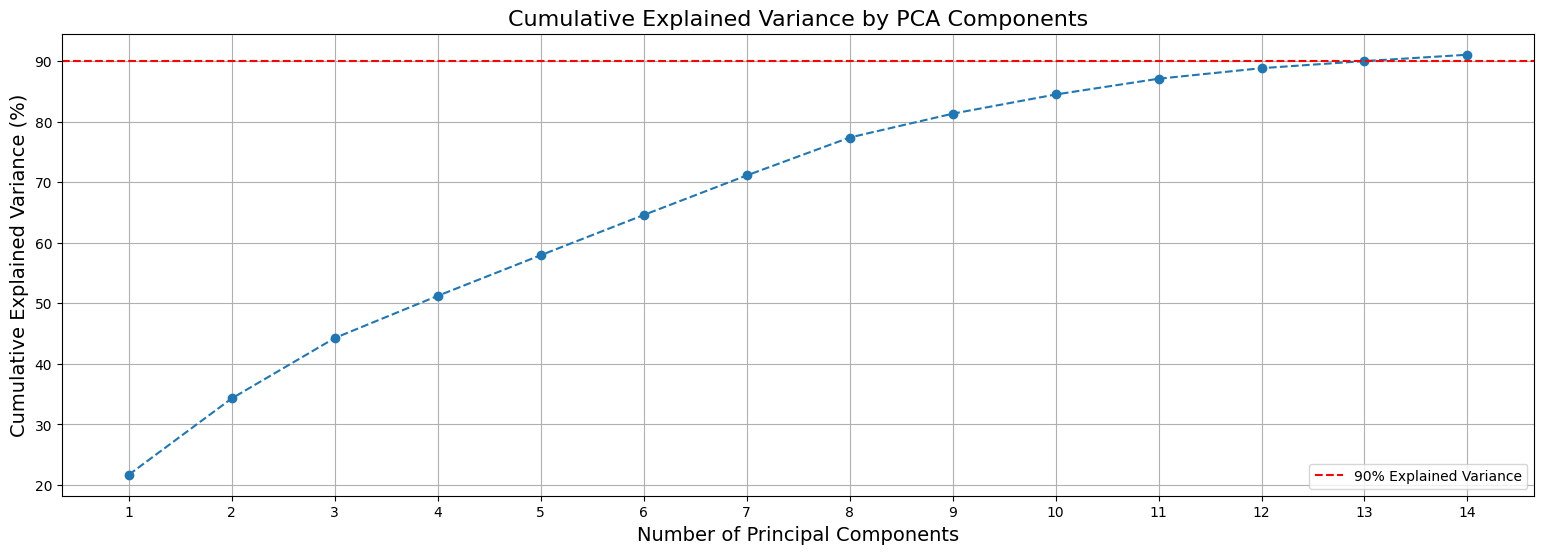 Cumulative Explained Variance by PCA Components
Cumulative Explained Variance (%)
90
80
70
60
50
40
30
20
90% Explained Variance
1 2 3 4 5 6 7 8 9 10 11 12 13 14
Number of Principal Components